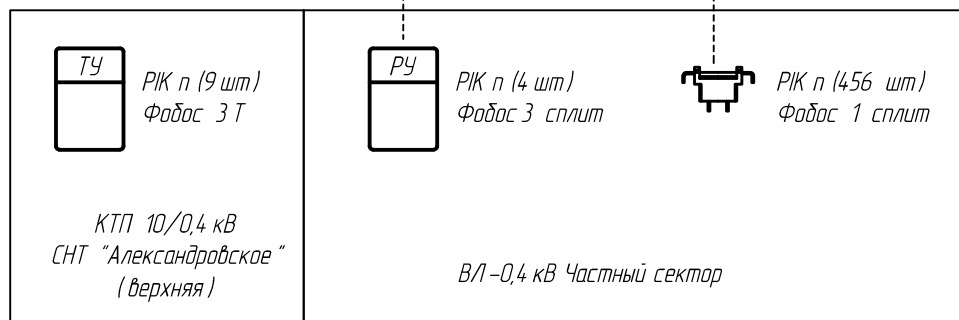 ТУ
PIK n (9 шт)
Фобос 3 Т
КТП 10/0,4 кВ
СНТ "Александровское"
(верхняя)
РУ
PIK n (4 шт)
Фобос 3 сплит
PIK n (456 шт)
Фобос 1 сплит
ВЛ-0,4 кВ Частный сектор